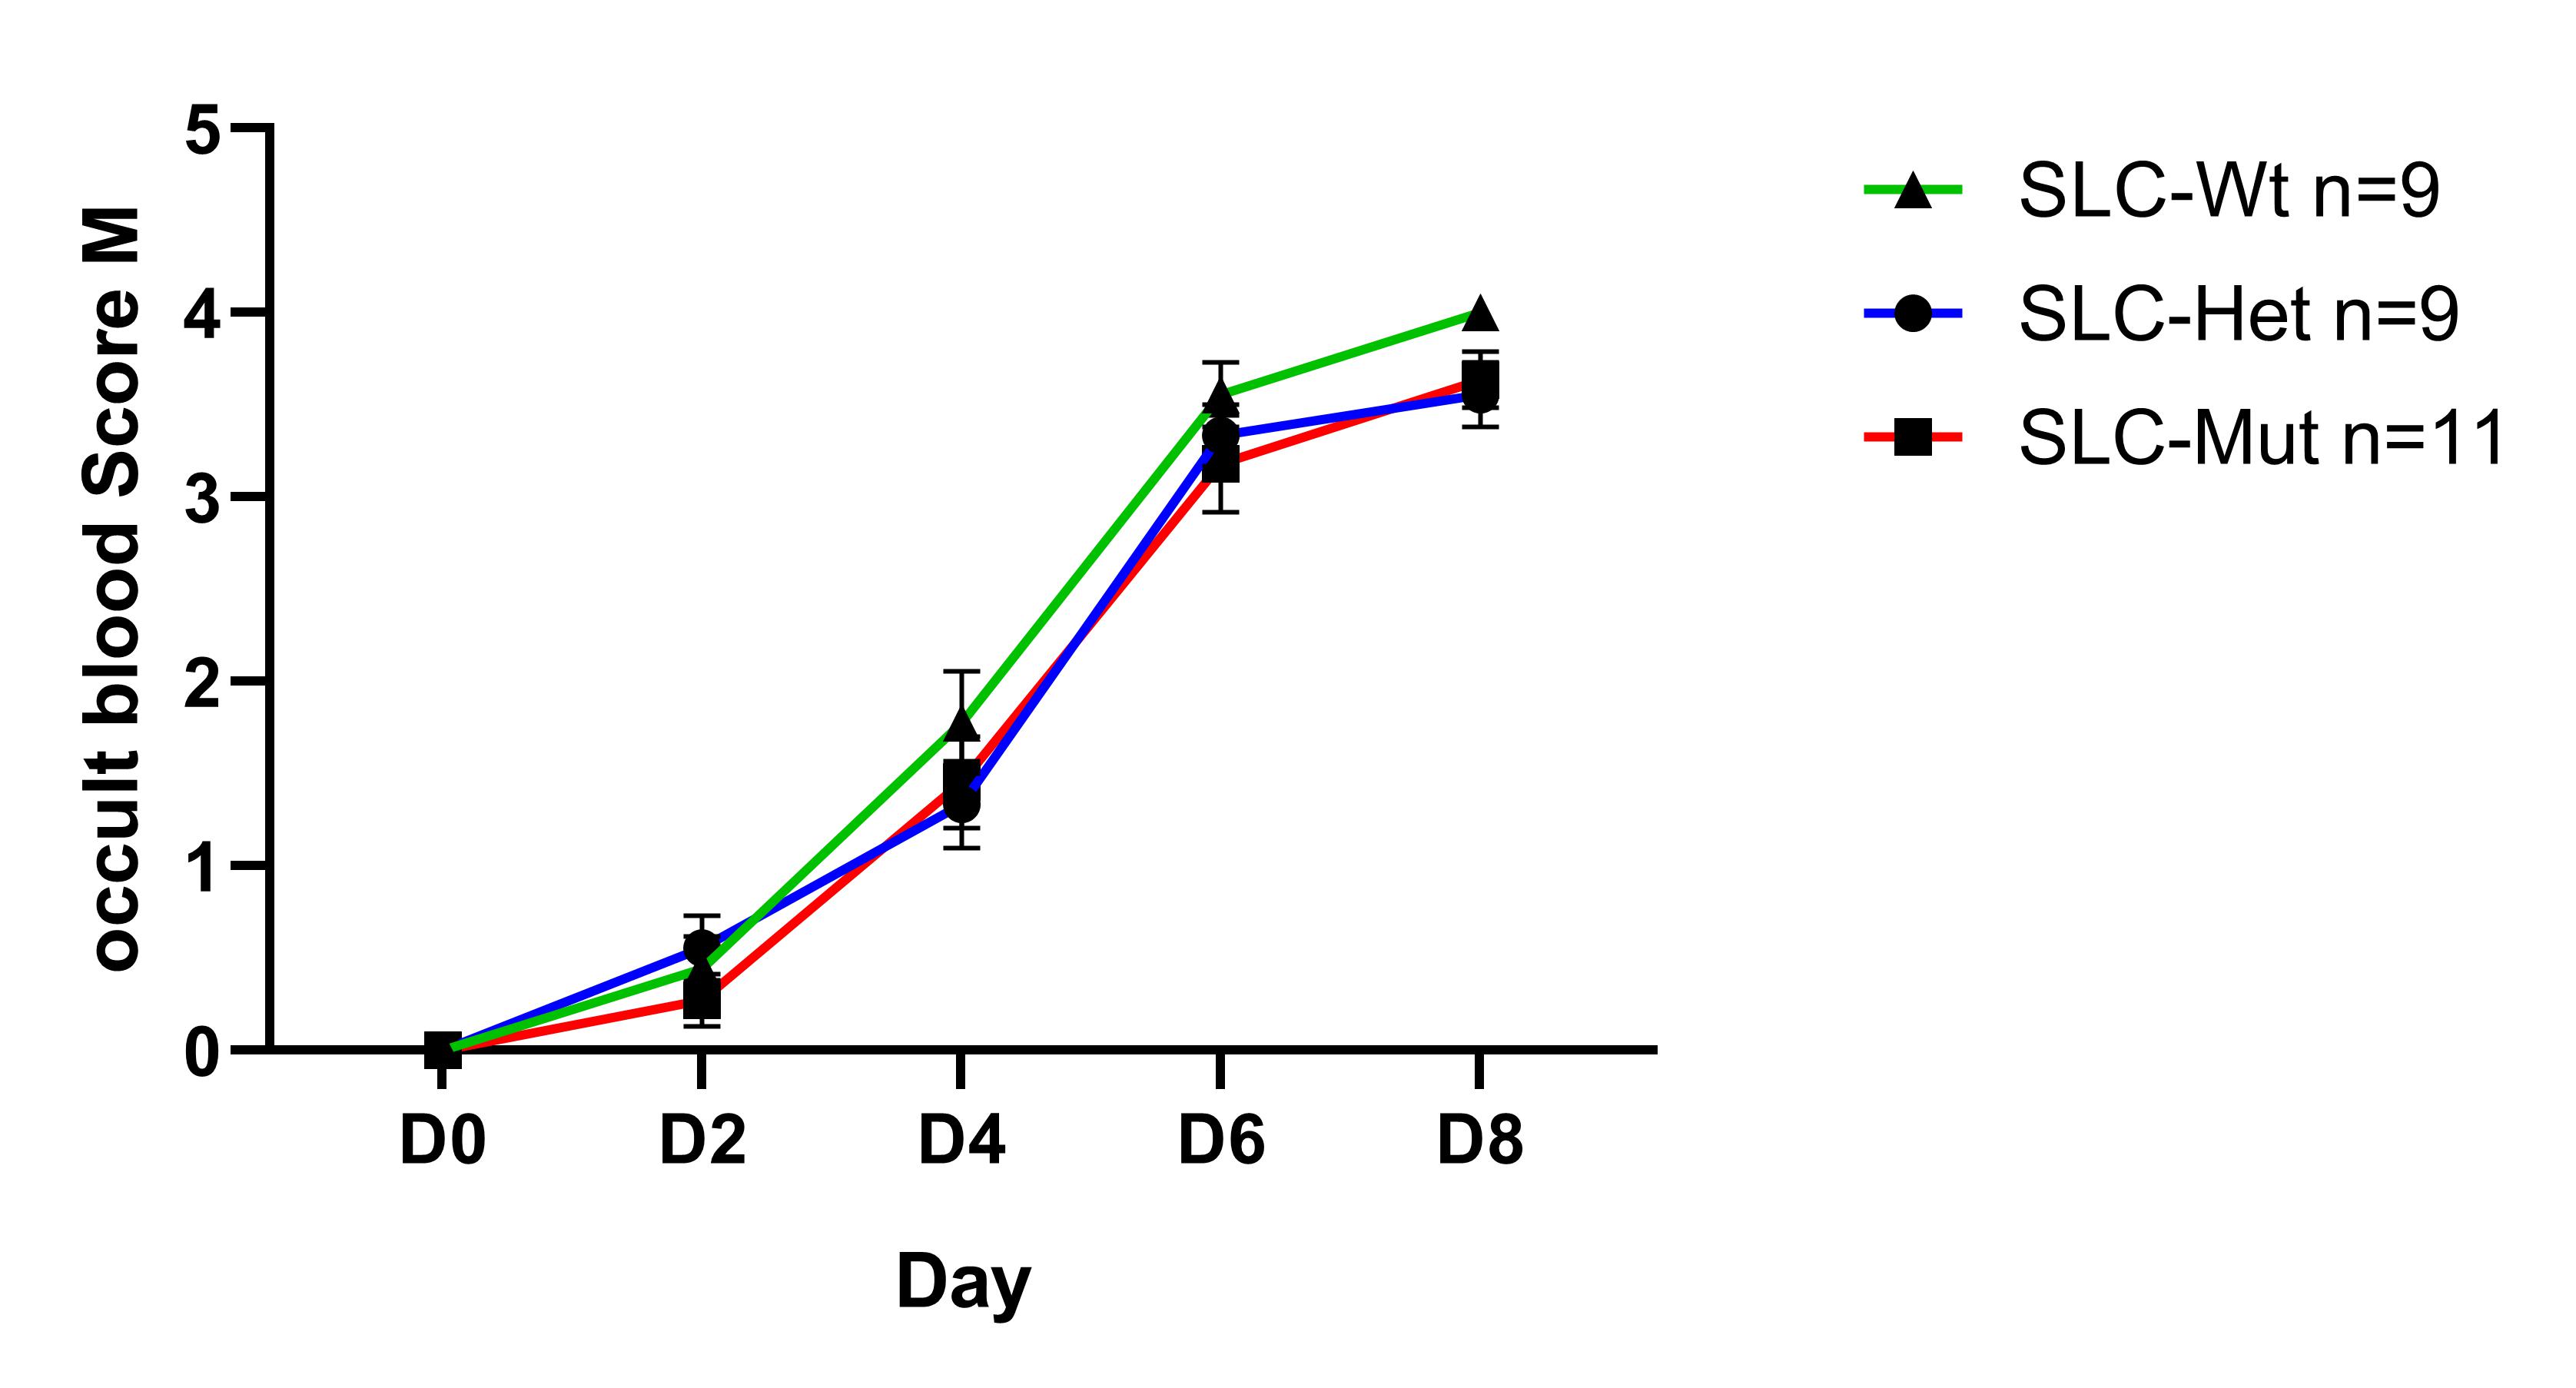 occult blood Score M
5
4
3
2
1
0
D0 D2 D4 D6 D8
Day
SLC-Wt n=9
SLC-Het n=9
SLC-Mut n=11